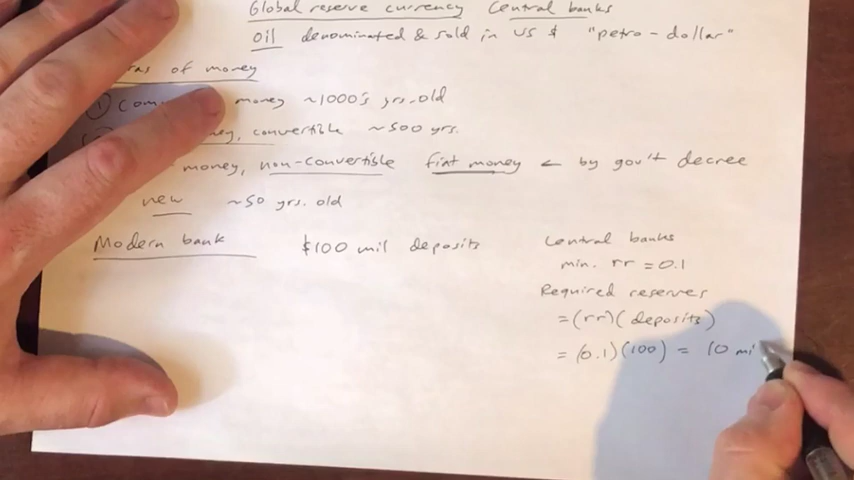 Global reserve currency Central banks
Oil denominated & sold in US $ "petro-dollar"
of money
① Com money ~1000's yrs. old
convertible ~500 yrs.
money, non-convertible fiat money ← by gov't decree
new ~50 yrs. old
Modern bank $100 mil deposits
Central banks
min. rr = 0.1
Required reserves
= (rr)(deposits)
= (0.1)(100) = 10 mi